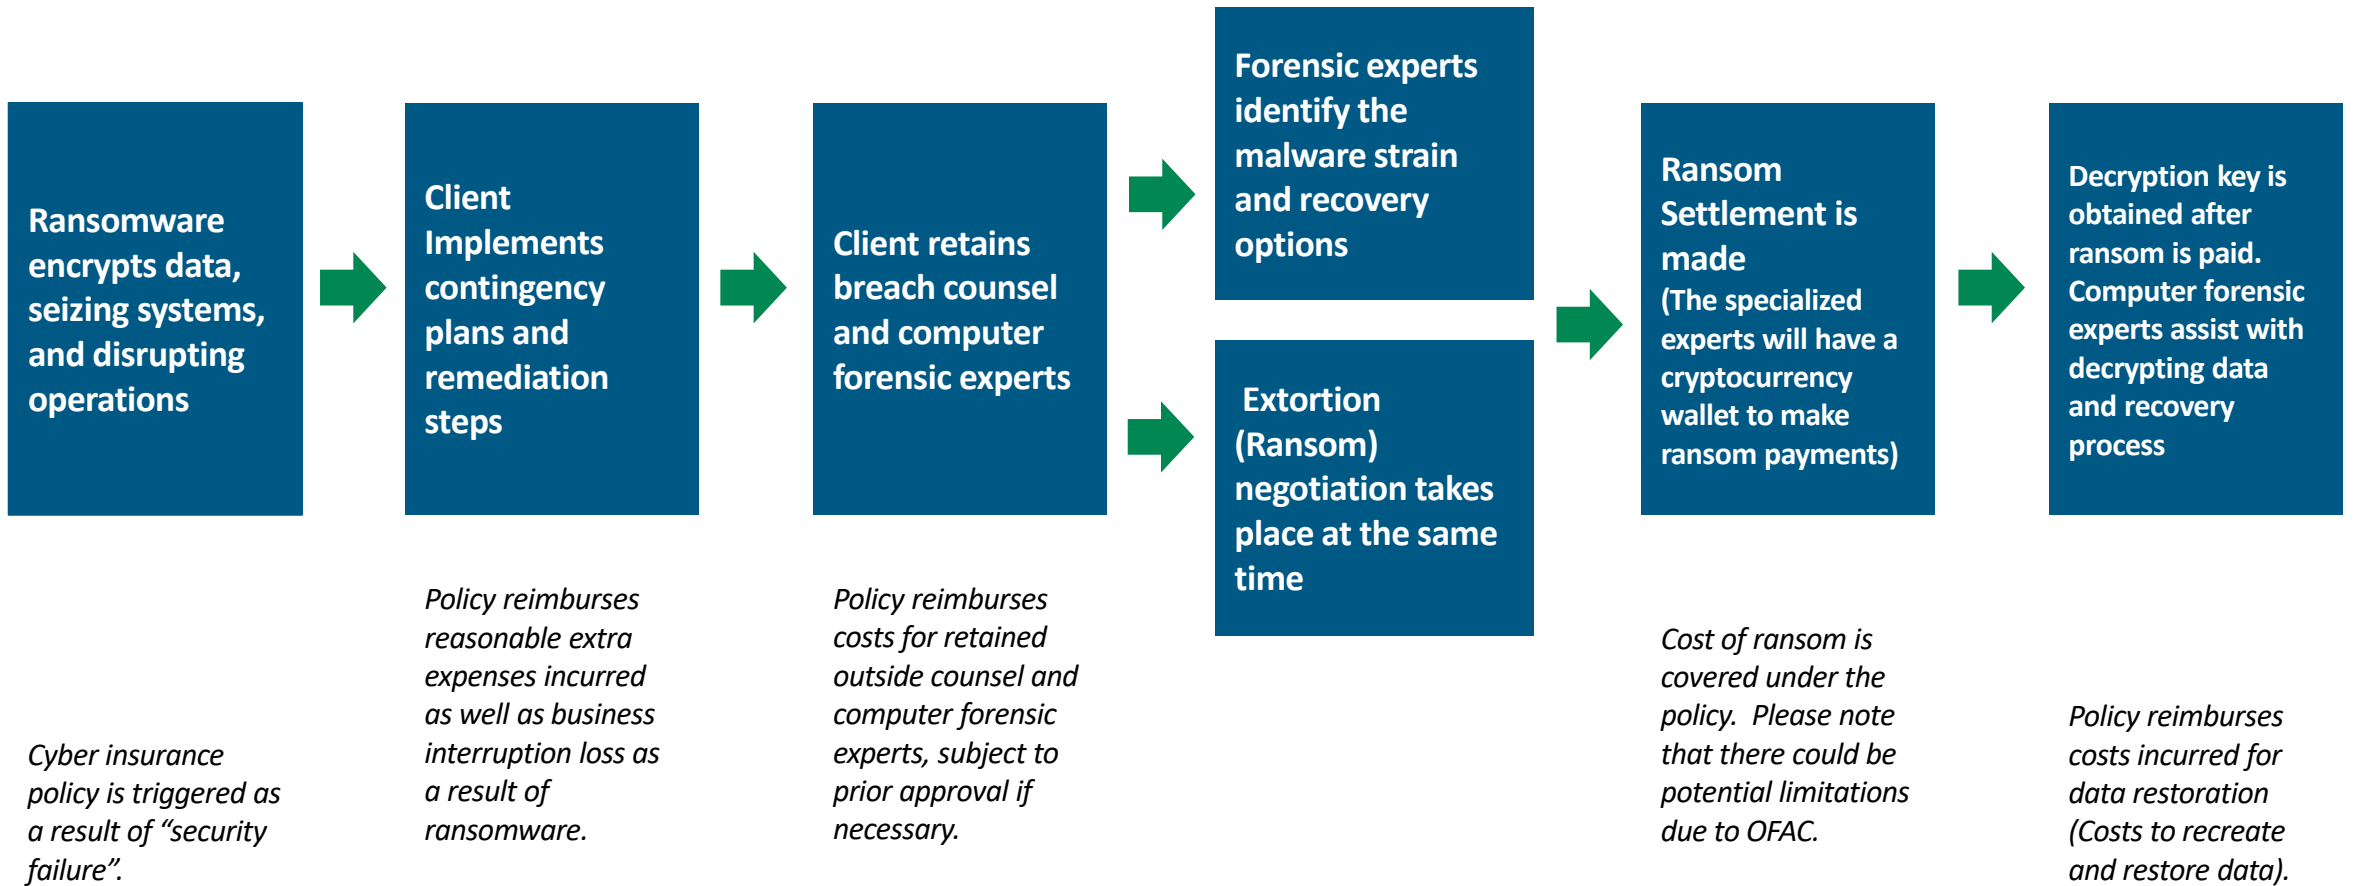 Ransomware
encrypts data,
seizing systems,
and disrupting
operations
Client
Implements
contingency
plans and
remediation
steps
Client retains
breach counsel
and computer
forensic experts
Forensic experts
identify the
malware strain
and recovery
options
Extortion
(Ransom)
negotiation takes
place at the same
time
Ransom
Settlement is
made
(The specialized
experts will have a
cryptocurrency
wallet to make
ransom payments)
Decryption key is
obtained after
ransom is paid.
Computer forensic
experts assist with
decrypting data
and recovery
process
Cyber insurance
policy is triggered as
a result of “security
failure”.
Policy reimburses
reasonable extra
expenses incurred
as well as business
interruption loss as
a result of
ransomware.
Policy reimburses
costs for retained
outside counsel and
computer forensic
experts, subject to
prior approval if
necessary.
Cost of ransom is
covered under the
policy.  Please note
that there could be
potential limitations
due to OFAC.
Policy reimburses
costs incurred for
data restoration
(Costs to recreate
and restore data).